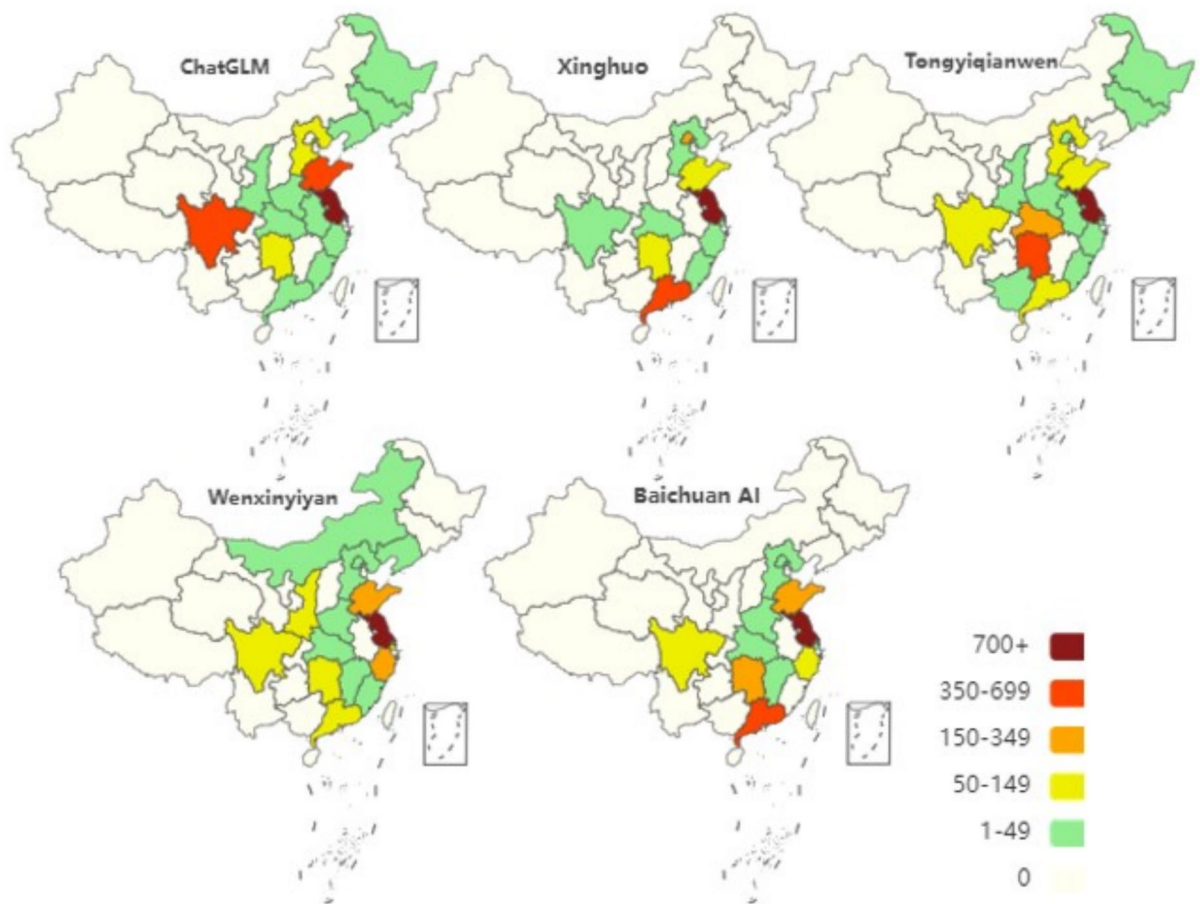 ChatGLM
Xinghuo
Tongyiqianwen
Wenxinyiyan
Baichuan AI
700+
350-699
150-349
50-149
1-49
0